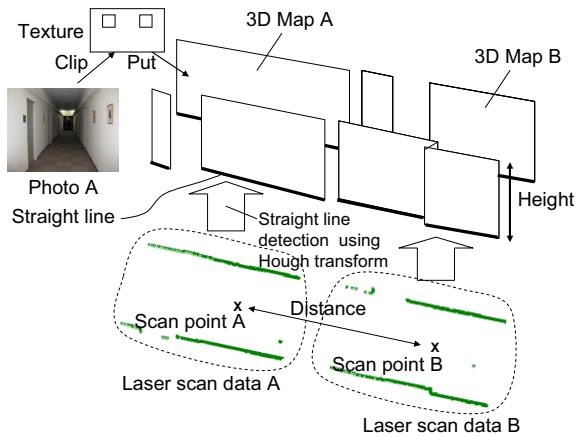 3D Map A
Texture
Clip
Put
3D Map B
Photo A
Straight line
Height
Straight line
detection using
Hough transform
x
Distance
Scan point A
x
Scan point B
Laser scan data A
Laser scan data B